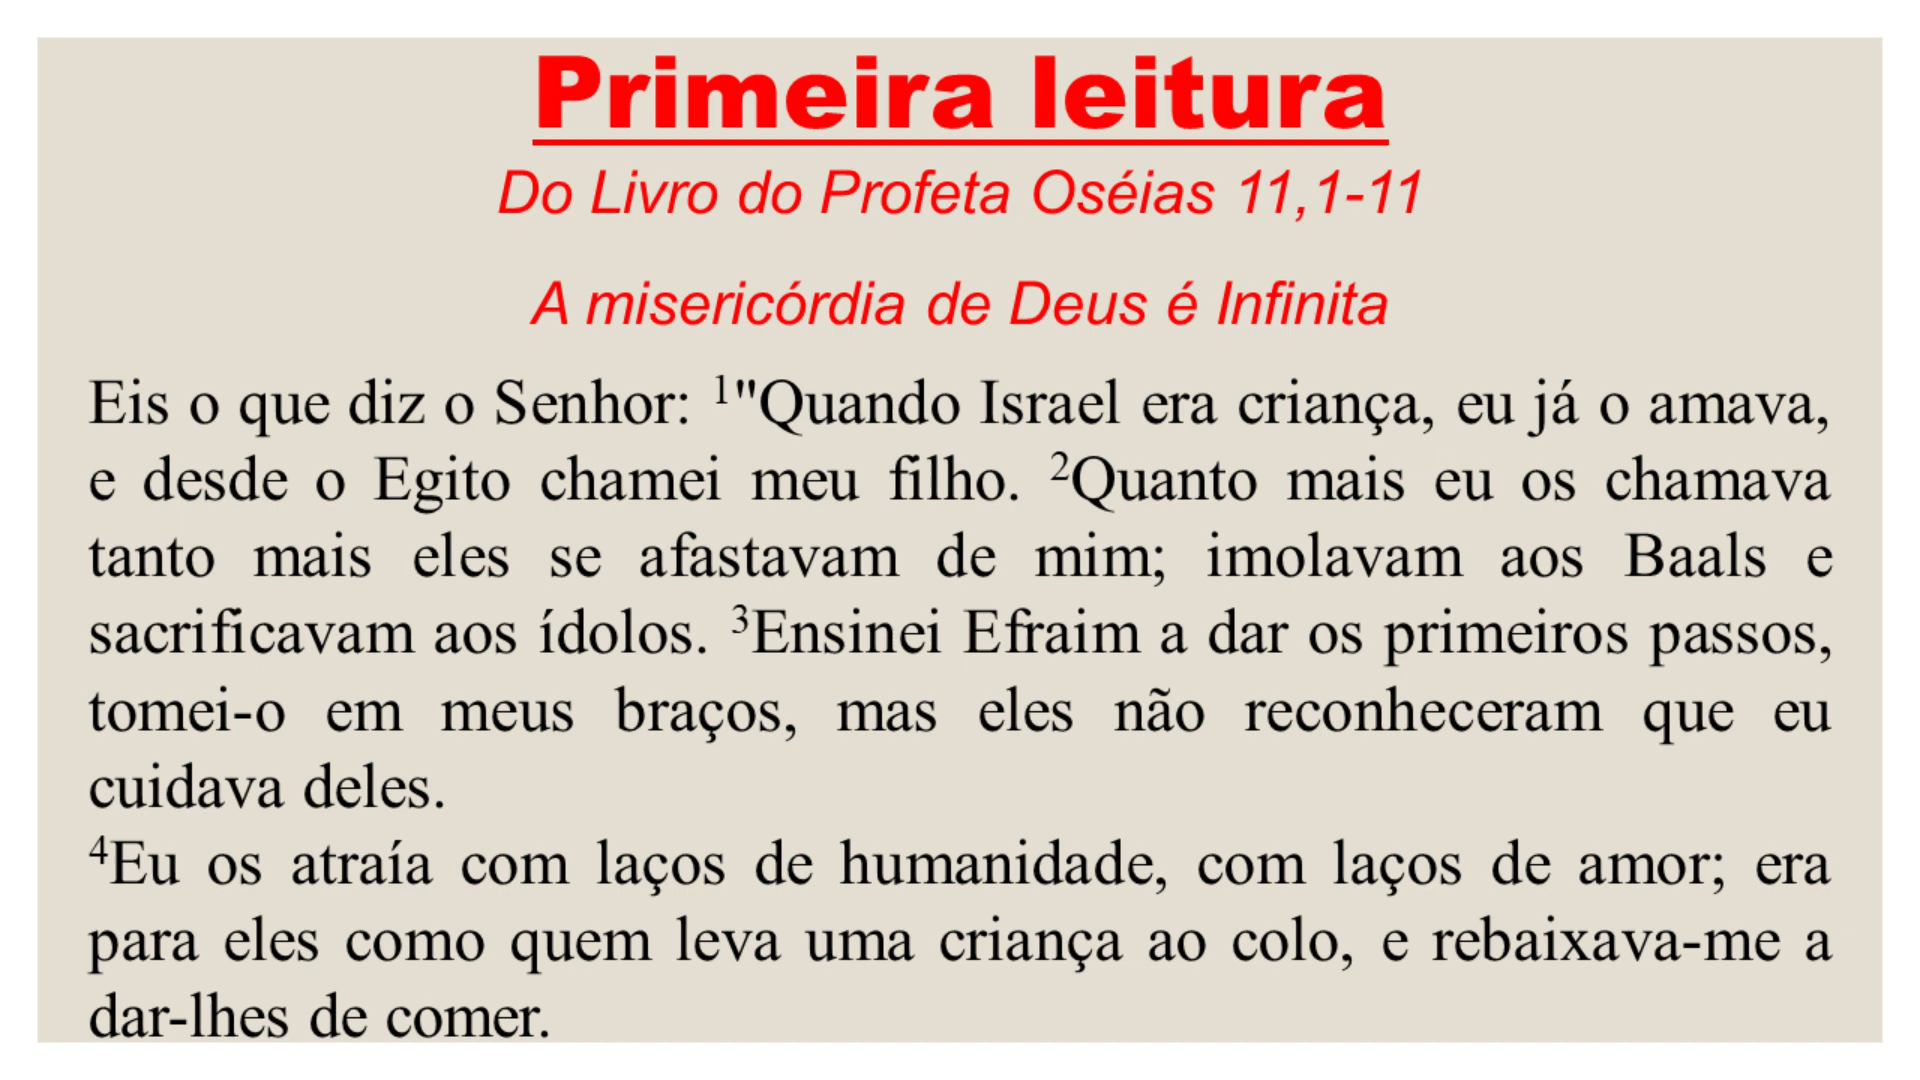 Primeira leitura
Do Livro do Profeta Oséias 11,1-11
A misericórdia de Deus é Infinita
Eis o que diz o Senhor: ¹"Quando Israel era criança, eu já o amava,
e desde o Egito chamei meu filho. ²Quanto mais eu os chamava
tanto mais eles se afastavam de mim; imolavam aos Baals e
sacrificavam aos ídolos. ³Ensinei Efraim a dar os primeiros passos,
tomei-o em meus braços, mas eles não reconheceram que eu
cuidava deles.
⁴Eu os atraía com laços de humanidade, com laços de amor; era
para eles como quem leva uma criança ao colo, e rebaixava-me a
dar-lhes de comer.